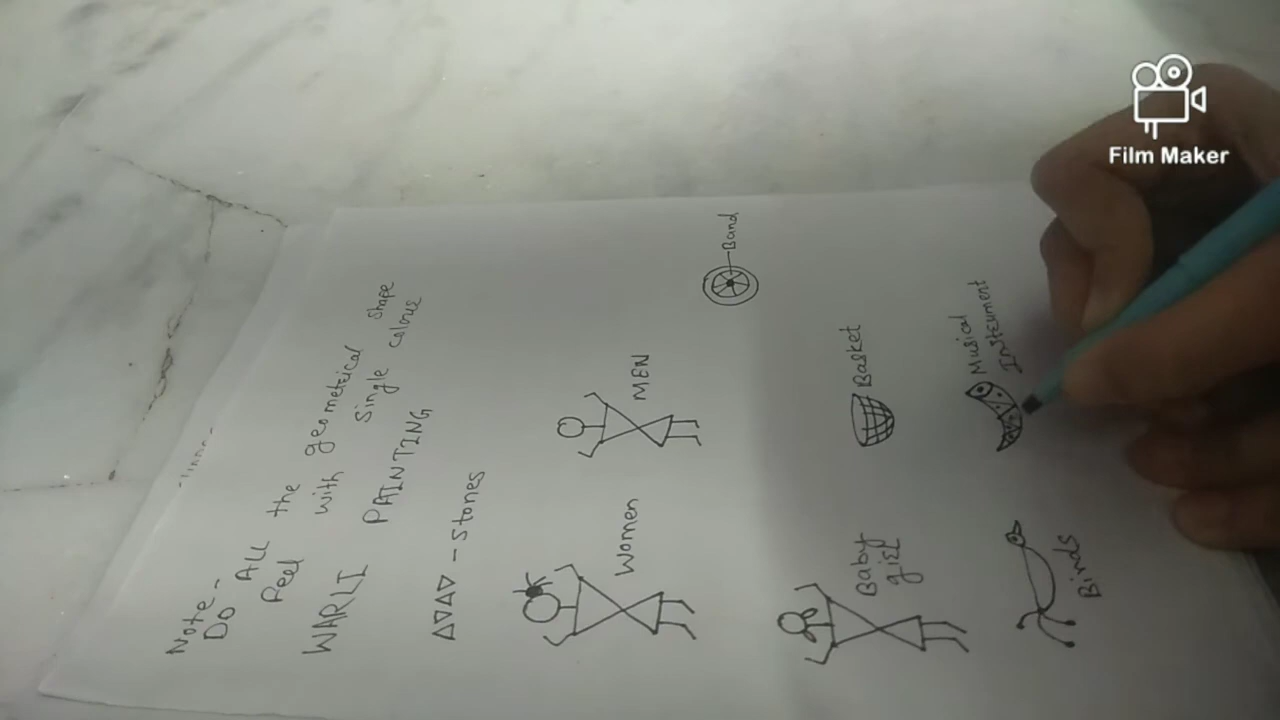 Note -
Do All the geometrical shape
feel with single colour
WARLI PAINTING
- Stones
Women
MEN
Band
Baby
girl
Basket
Birds
Musical
Instrument
Film Maker